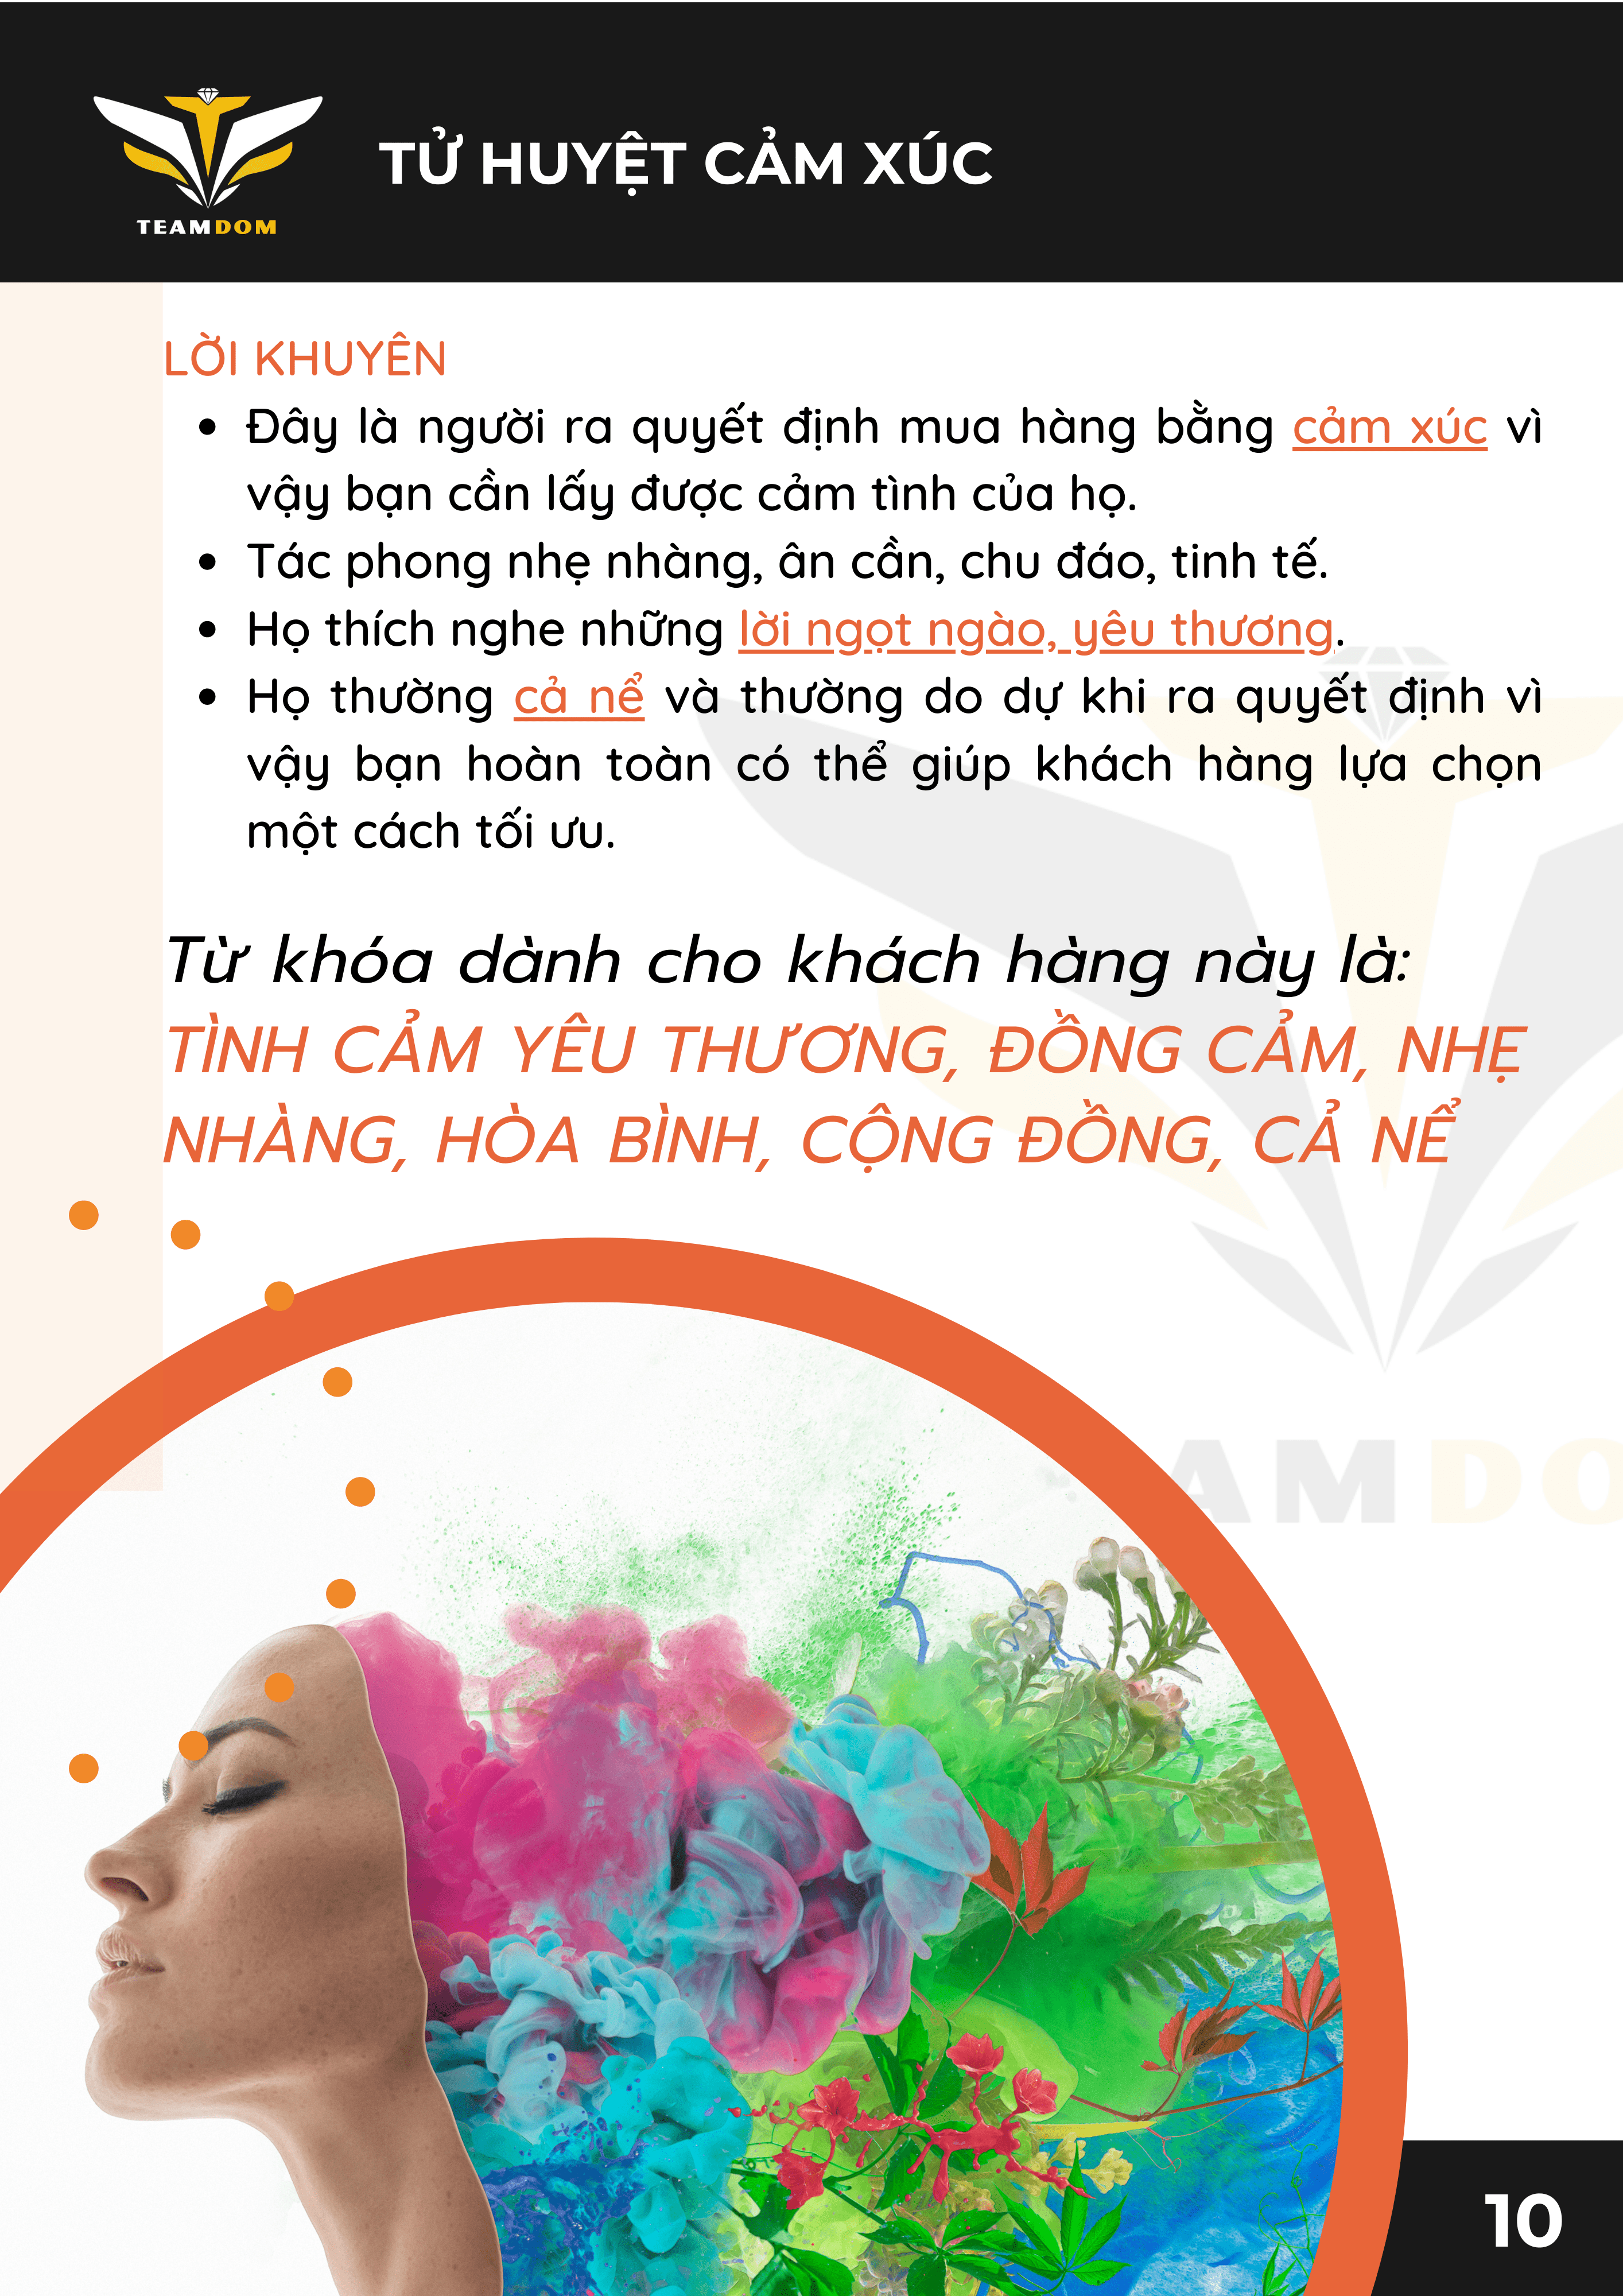 TEAMDOM
TỬ HUYỆT CẢM XÚC
LỜI KHUYÊN
• Đây là người ra quyết định mua hàng bằng cảm xúc vì
vậy bạn cần lấy được cảm tình của họ.
• Tác phong nhẹ nhàng, ân cần, chu đáo, tinh tế.
• Họ thích nghe những lời ngọt ngào, yêu thương.
• Họ thường cả nể và thường do dự khi ra quyết định vì
vậy bạn hoàn toàn có thể giúp khách hàng lựa chọn
một cách tối ưu.
Từ khóa dành cho khách hàng này là:
TÌNH CẢM YÊU THƯƠNG, ĐỒNG CẢM, NHẸ
NHÀNG, HÒA BÌNH, CỘNG ĐỒNG, CẢ NỂ
AMDO
10